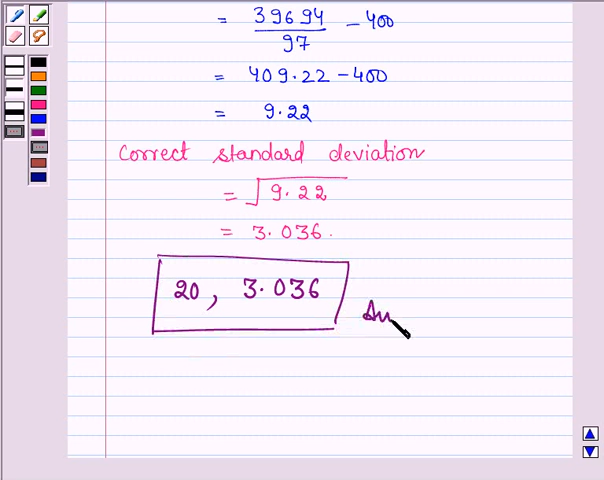 = 39694/97 - 400
= 409.22 - 400
= 9.22
Correct standard deviation
= √9.22
= 3.036.
20, 3.036